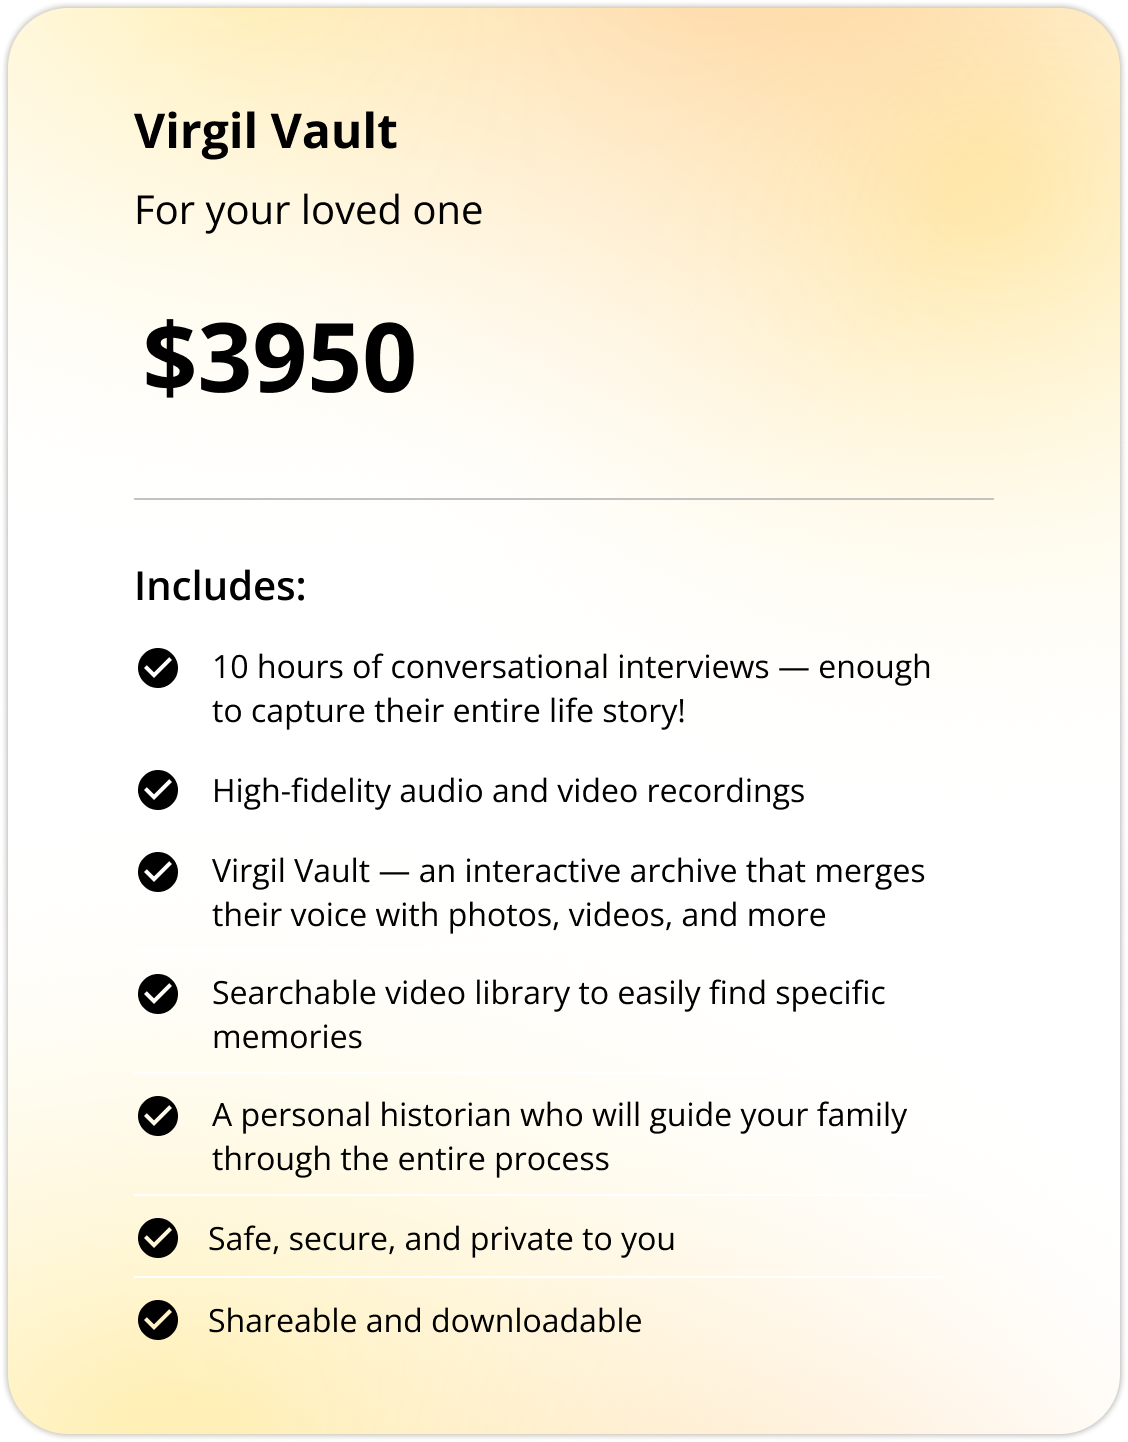 Virgil Vault
For your loved one
$3950
Includes:
10 hours of conversational interviews — enough
to capture their entire life story!
High-fidelity audio and video recordings
Virgil Vault — an interactive archive that merges
their voice with photos, videos, and more
Searchable video library to easily find specific
memories
A personal historian who will guide your family
through the entire process
Safe, secure, and private to you
Shareable and downloadable